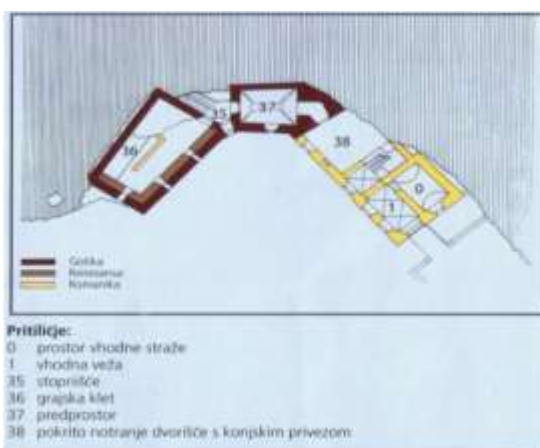 35
37
38
36
0
1
Gotika
Renesansa
Romanika
Pritličje:
0 prostor vhodne straže
1 vhodna veža
35 stopnišče
36 grajska klet
37 predprostor
38 pokrito notranje dvorišče s konjskim privezom